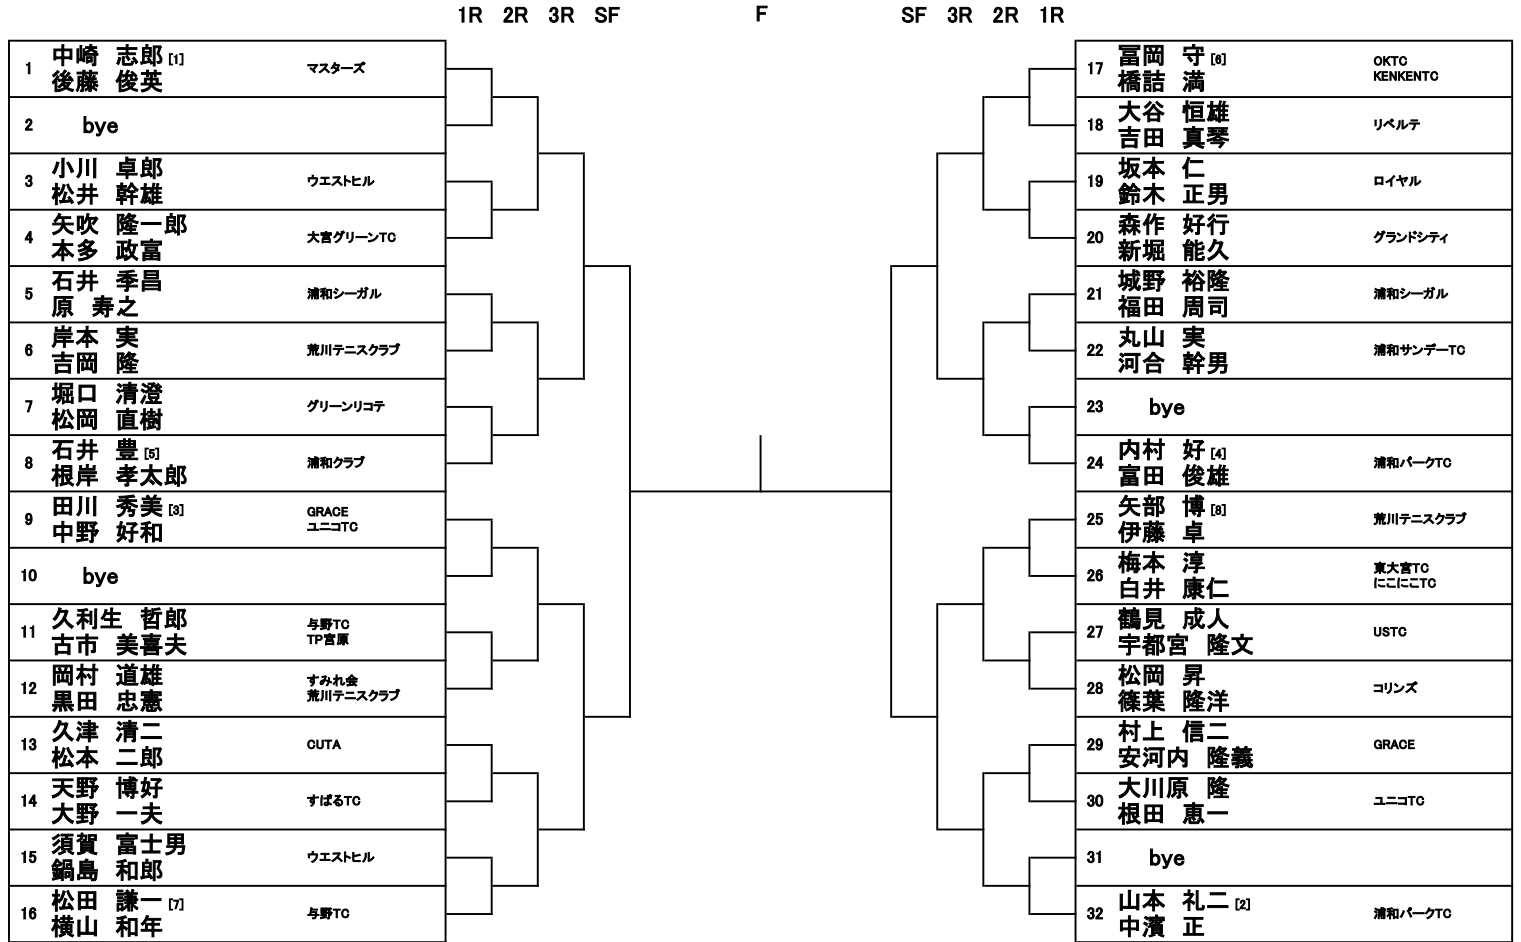 1R 2R 3R SF F SF 3R 2R 1R
1 中崎 志郎 [1] マスターズ
後藤 俊英
2 bye
3 小川 卓郎 ウエストヒル
松井 幹雄
4 矢吹 隆一郎 大宮グリーンTC
本多 政富
5 石井 季昌 浦和シーガル
原 寿之
6 岸本 実 荒川テニスクラブ
吉岡 隆
7 堀口 清澄 グリーンリコテ
松岡 直樹
8 石井 豊 [5] 浦和クラブ
根岸 孝太郎
9 田川 秀美 [3] GRACE
中野 好和 ユニコTC
10 bye
11 久利生 哲郎 与野TC
古市 美喜夫 TP宮原
12 岡村 道雄 すみれ会
黒田 忠憲 荒川テニスクラブ
13 久津 清二 CUTA
松本 二郎
14 天野 博好 すばるTC
大野 一夫
15 須賀 富士男 ウエストヒル
鍋島 和郎
16 松田 謙一 [7] 与野TC
横山 和年
17 冨岡 守 [6] OKTC
橋詰 満 KENKENTC
18 大谷 恒雄 リベルテ
吉田 真琴
19 坂本 仁 ロイヤル
鈴木 正男
20 森作 好行 グランドシティ
新堀 能久
21 城野 裕隆 浦和シーガル
福田 周司
22 丸山 実 浦和サンデーTC
河合 幹男
23 bye
24 内村 好 [4] 浦和パークTC
富田 俊雄
25 矢部 博 [8] 荒川テニスクラブ
伊藤 卓
26 梅本 淳 東大宮TC
白井 康仁 にこにこTC
27 鶴見 成人 USTC
宇都宮 隆文
28 松岡 昇 コリンズ
篠葉 隆洋
29 村上 信二 GRACE
安河内 隆義
30 大川原 隆 ユニコTC
根田 恵一
31 bye
32 山本 礼二 [2] 浦和パークTC
中濱 正